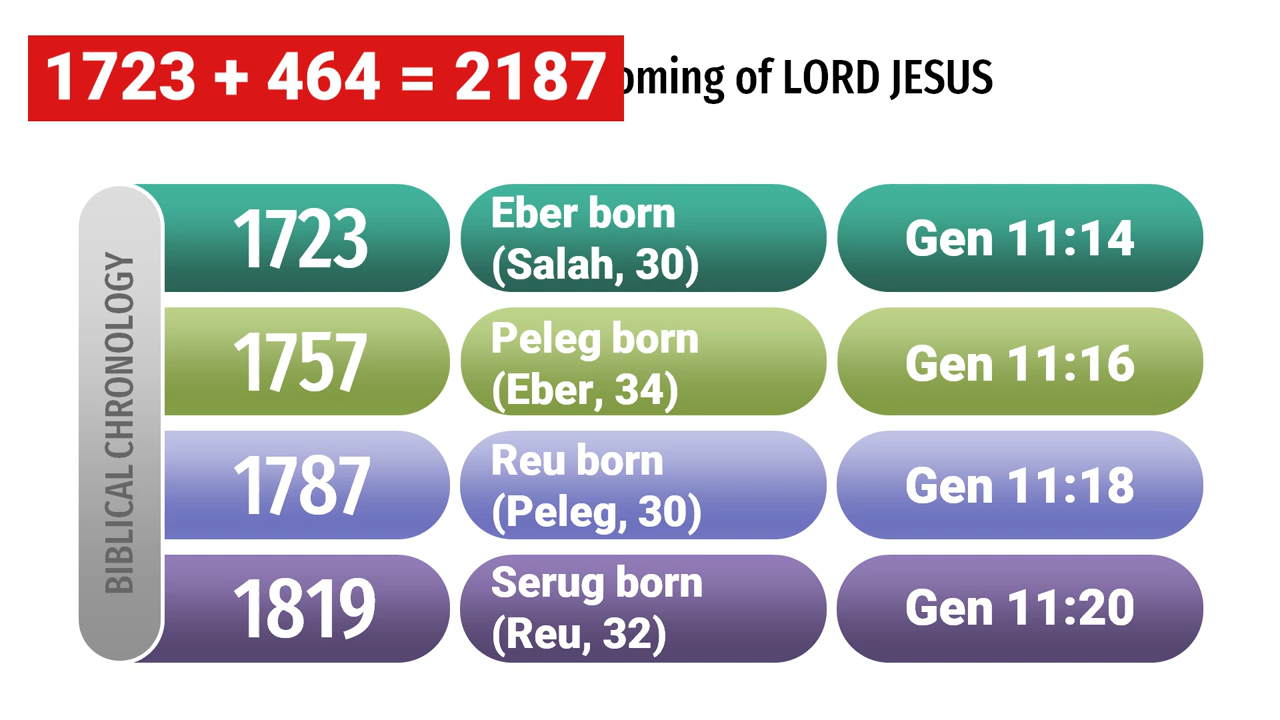 1723 + 464 = 2187
oming of LORD JESUS
BIBLICAL CHRONOLOGY
1723
Eber born
(Salah, 30)
Gen 11:14
1757
Peleg born
(Eber, 34)
Gen 11:16
1787
Reu born
(Peleg, 30)
Gen 11:18
1819
Serug born
(Reu, 32)
Gen 11:20